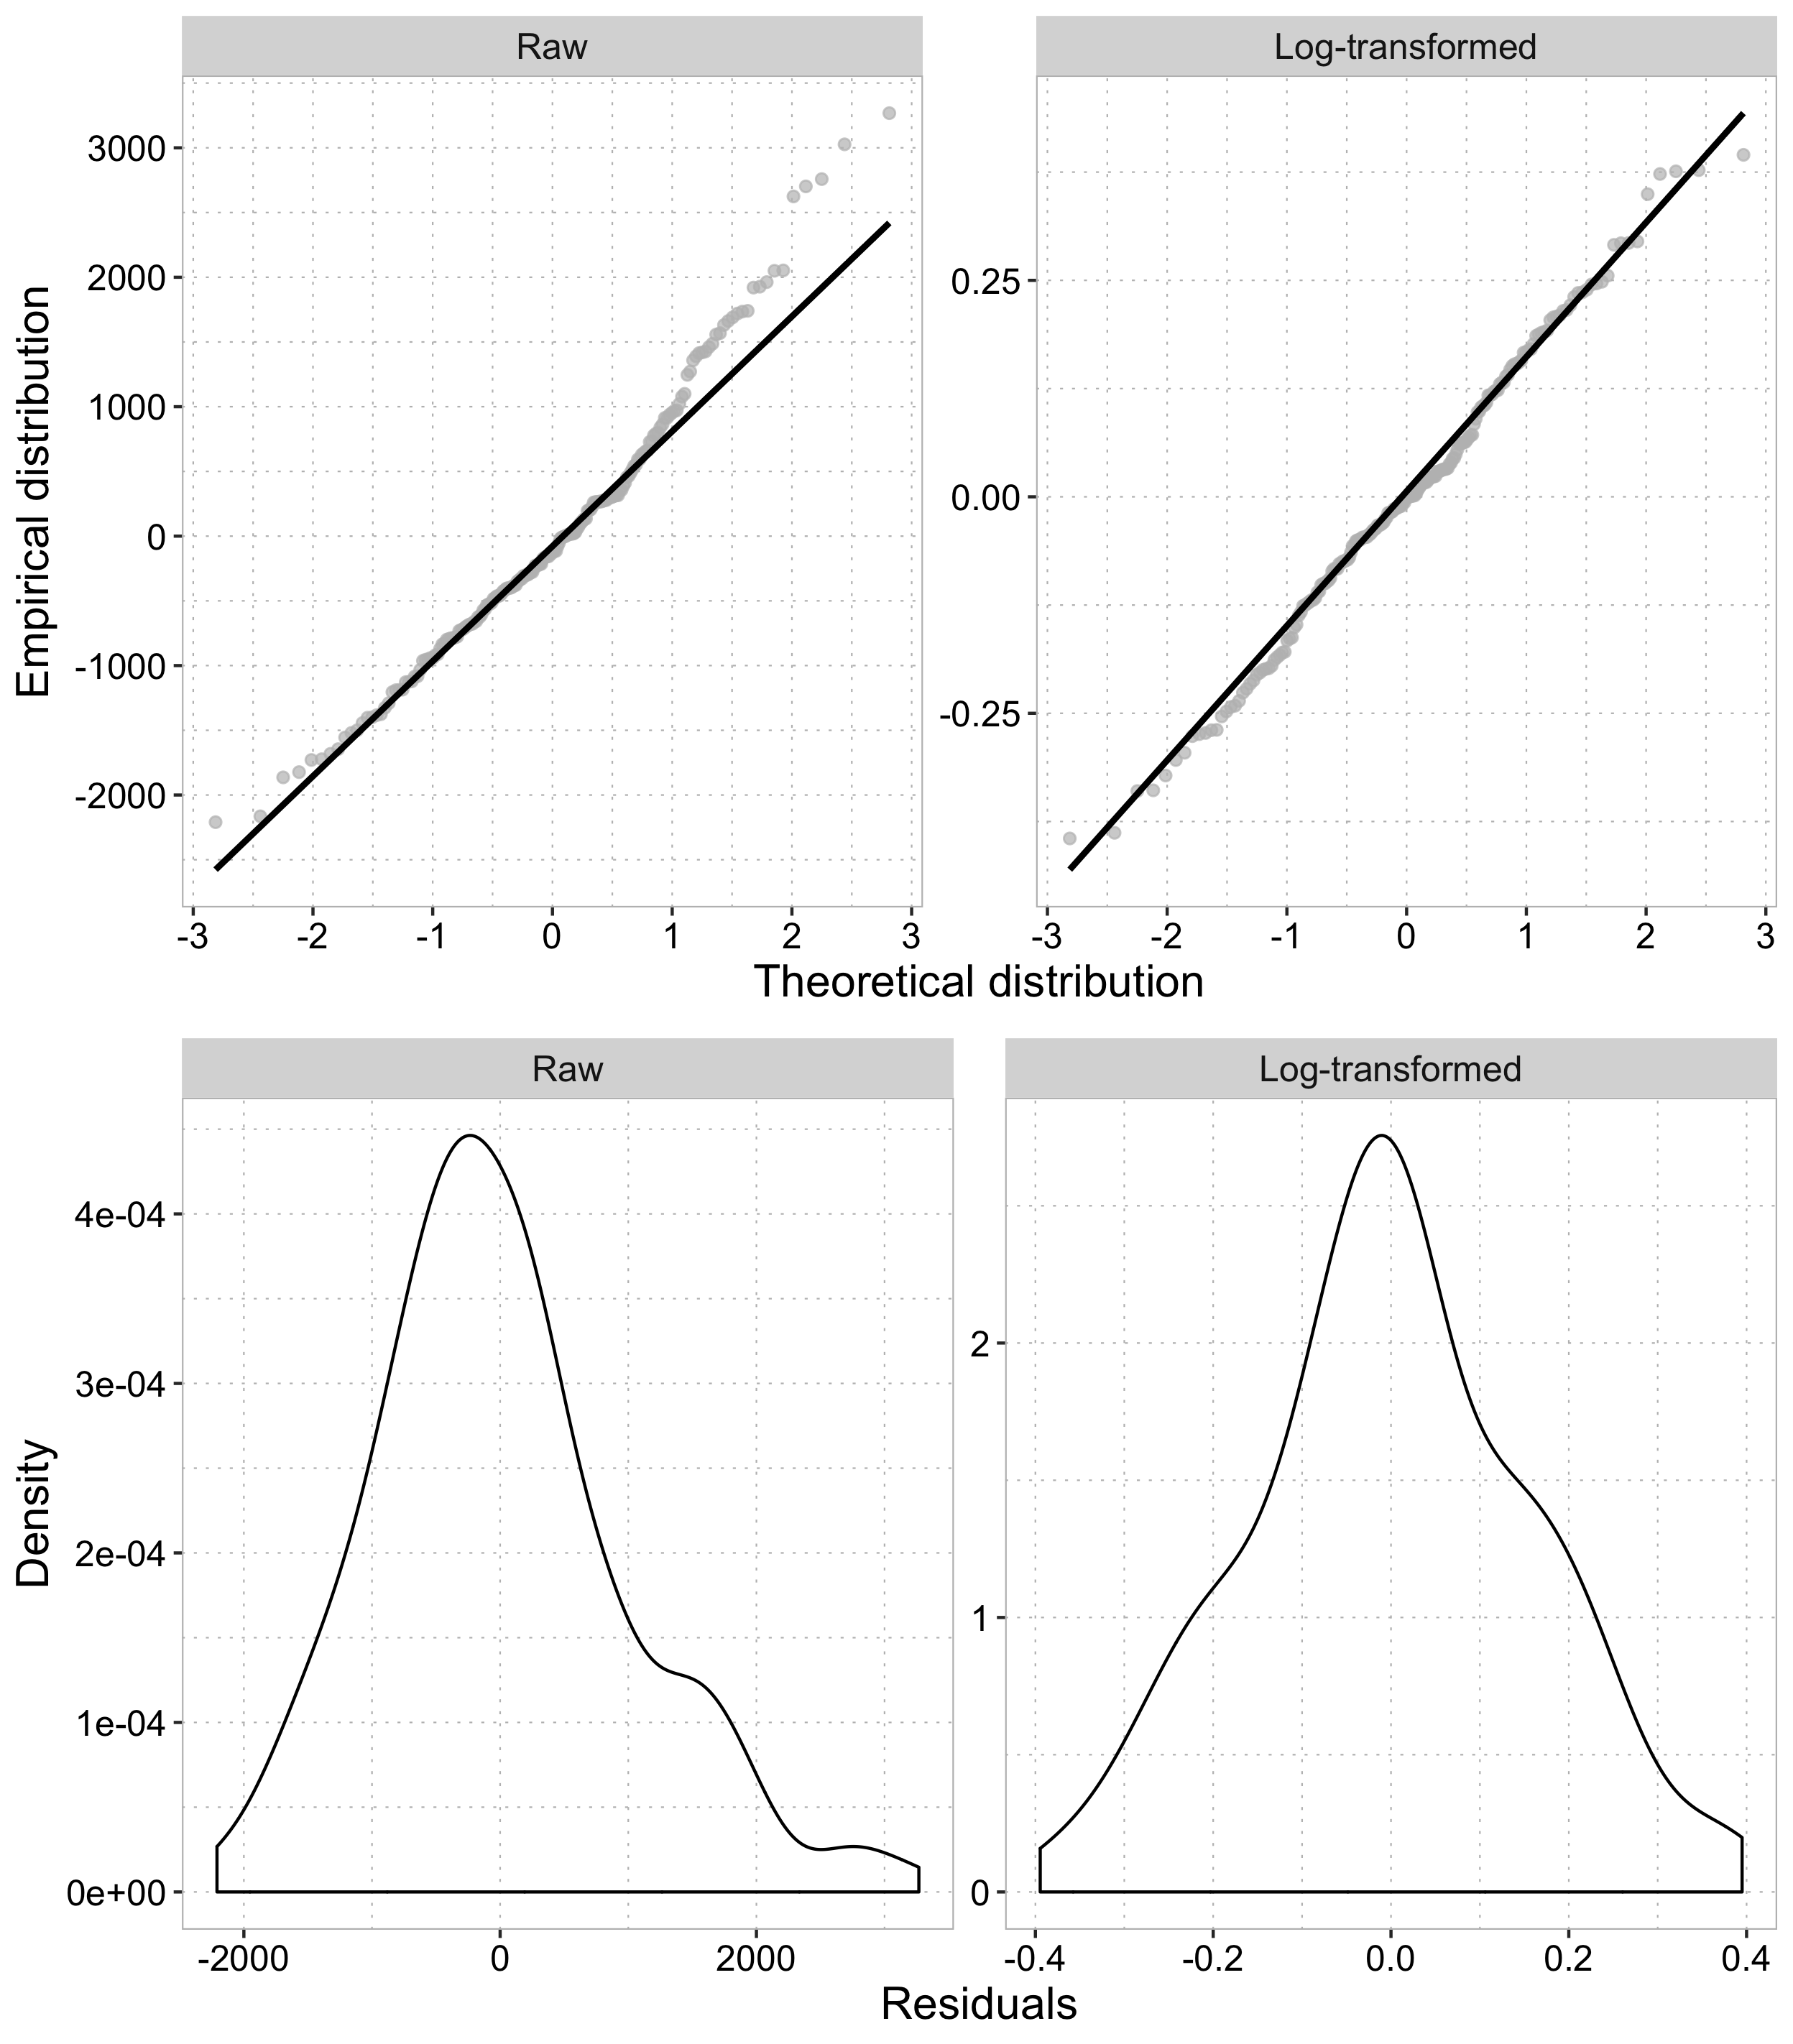 Raw Log-transformed
Empirical distribution
3000
2000
1000
0
-1000
-2000
0.25
0.00
-0.25
-3 -2 -1 0 1 2 3 -3 -2 -1 0 1 2 3
Theoretical distribution
Raw Log-transformed
Density
4e-04
3e-04
2e-04
1e-04
0e+00
2
1
0
-2000 0 2000 -0.4 -0.2 0.0 0.2 0.4
Residuals